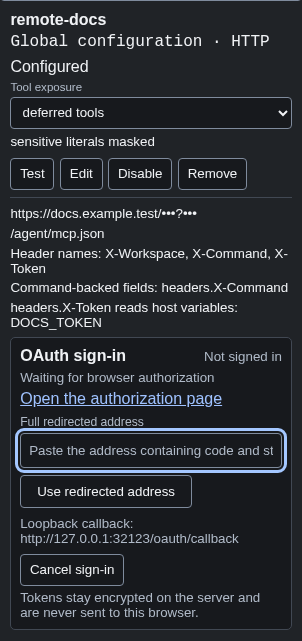 remote-docs
Global configuration · HTTP
Configured
Tool exposure
deferred tools
sensitive literals masked
Test Edit Disable Remove
https://docs.example.test/•••?•••
/agent/mcp.json
Header names: X-Workspace, X-Command, X-
Token
Command-backed fields: headers.X-Command
headers.X-Token reads host variables:
DOCS_TOKEN
OAuth sign-in Not signed in
Waiting for browser authorization
Open the authorization page
Full redirected address
Paste the address containing code and st
Use redirected address
Loopback callback:
http://127.0.0.1:32123/oauth/callback
Cancel sign-in
Tokens stay encrypted on the server and
are never sent to this browser.